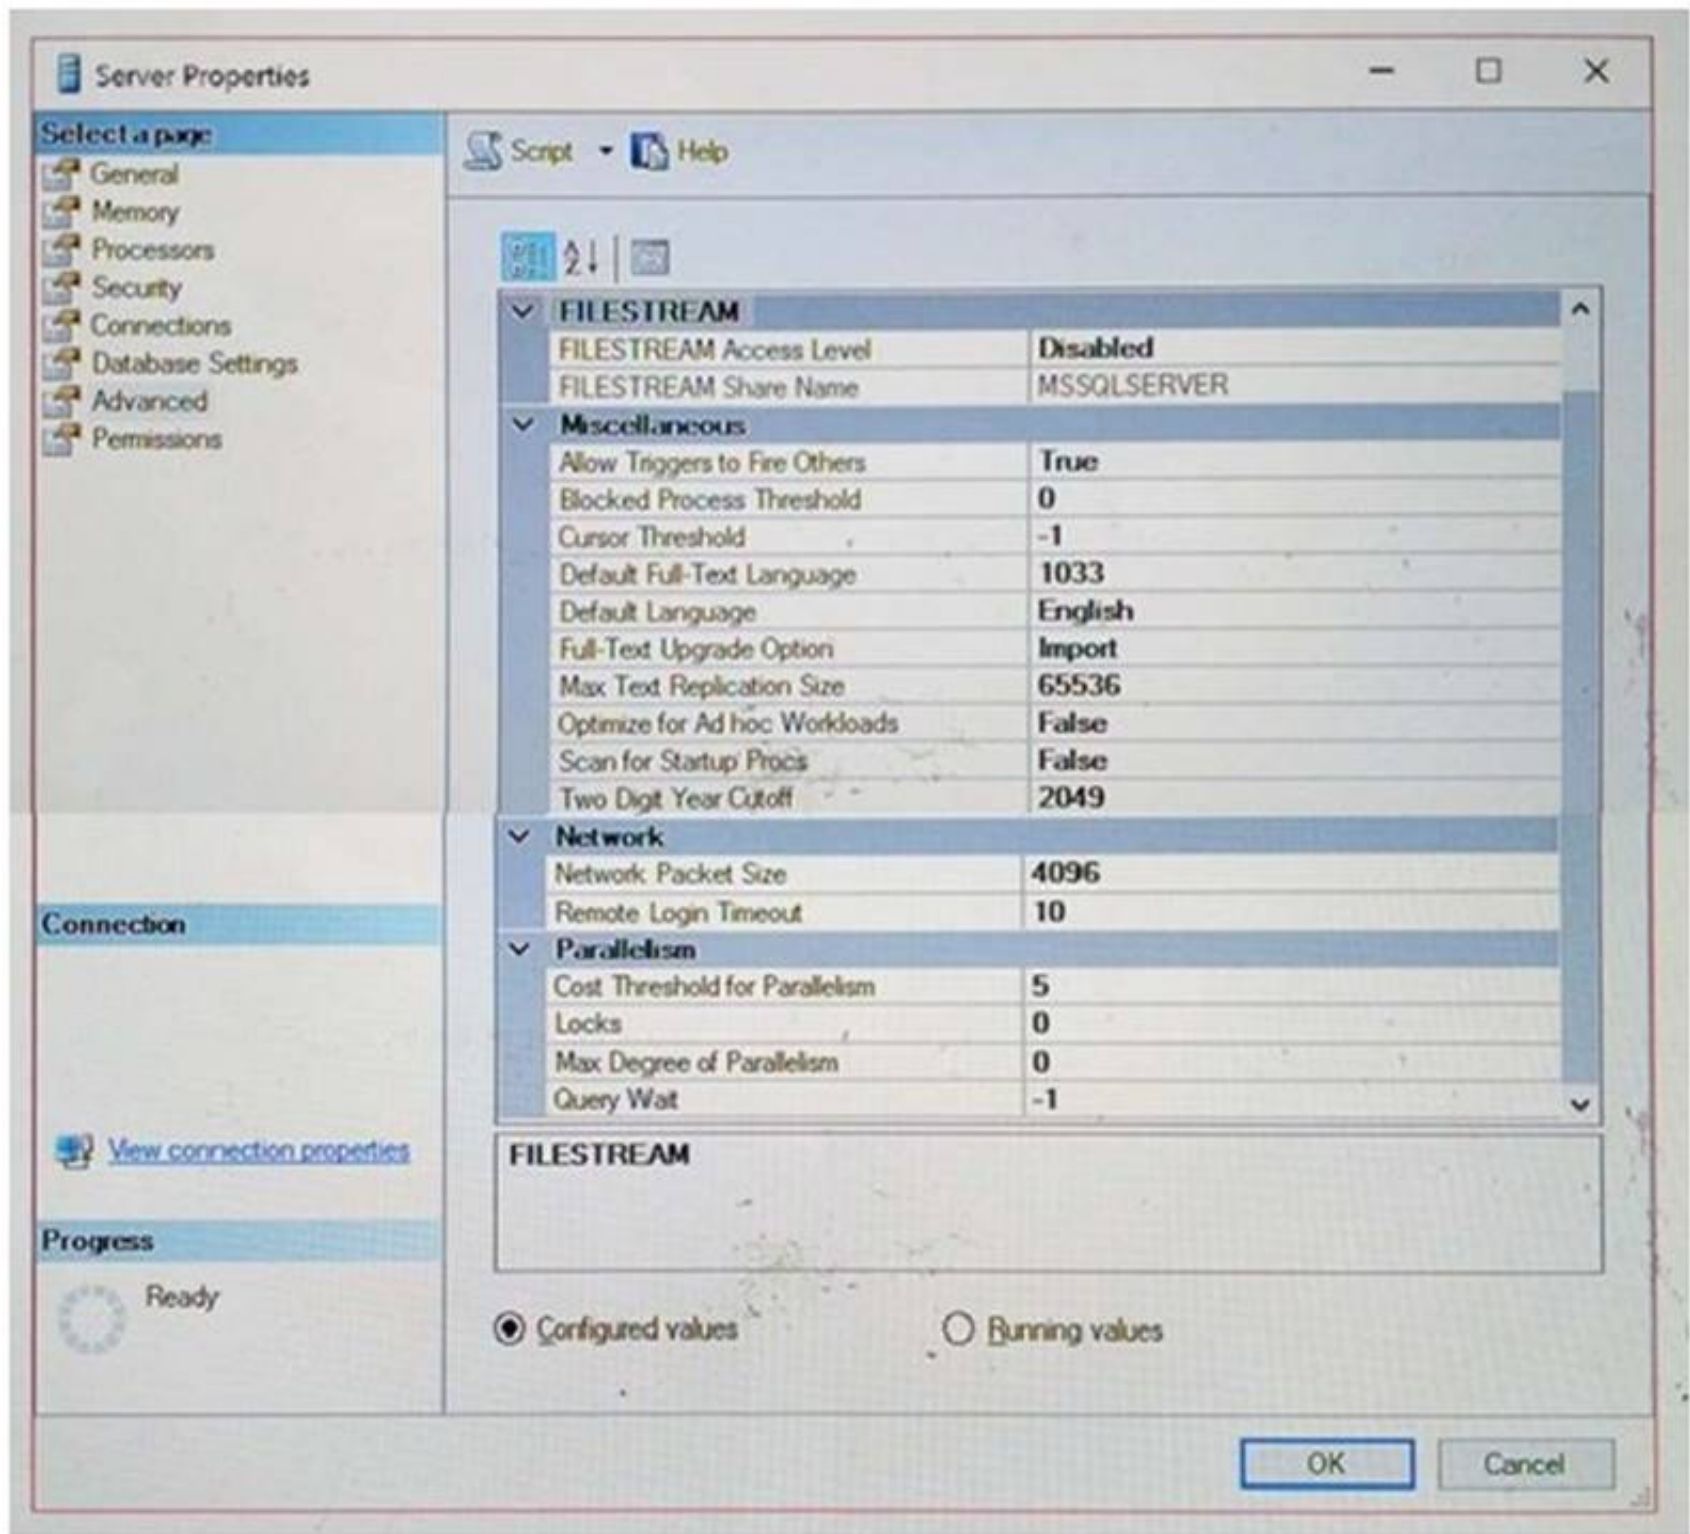 Server Properties
Select a page
General
Memory
Processors
Security
Connections
Database Settings
Advanced
Permissions
Connection
View connection properties
Progress
Ready
Script
Help
FILESTREAM
FILESTREAM Access Level Disabled
FILESTREAM Share Name MSSQLSERVER
Miscellaneous
Allow Triggers to Fire Others True
Blocked Process Threshold 0
Cursor Threshold -1
Default Full-Text Language 1033
Default Language English
Full-Text Upgrade Option Import
Max Text Replication Size 65536
Optimize for Ad hoc Workloads False
Scan for Startup Procs False
Two Digit Year Cutoff 2049
Network
Network Packet Size 4096
Remote Login Timeout 10
Parallelism
Cost Threshold for Parallelism 5
Locks 0
Max Degree of Parallelism 0
Query Wait -1
FILESTREAM
Configured values
Running values
OK
Cancel